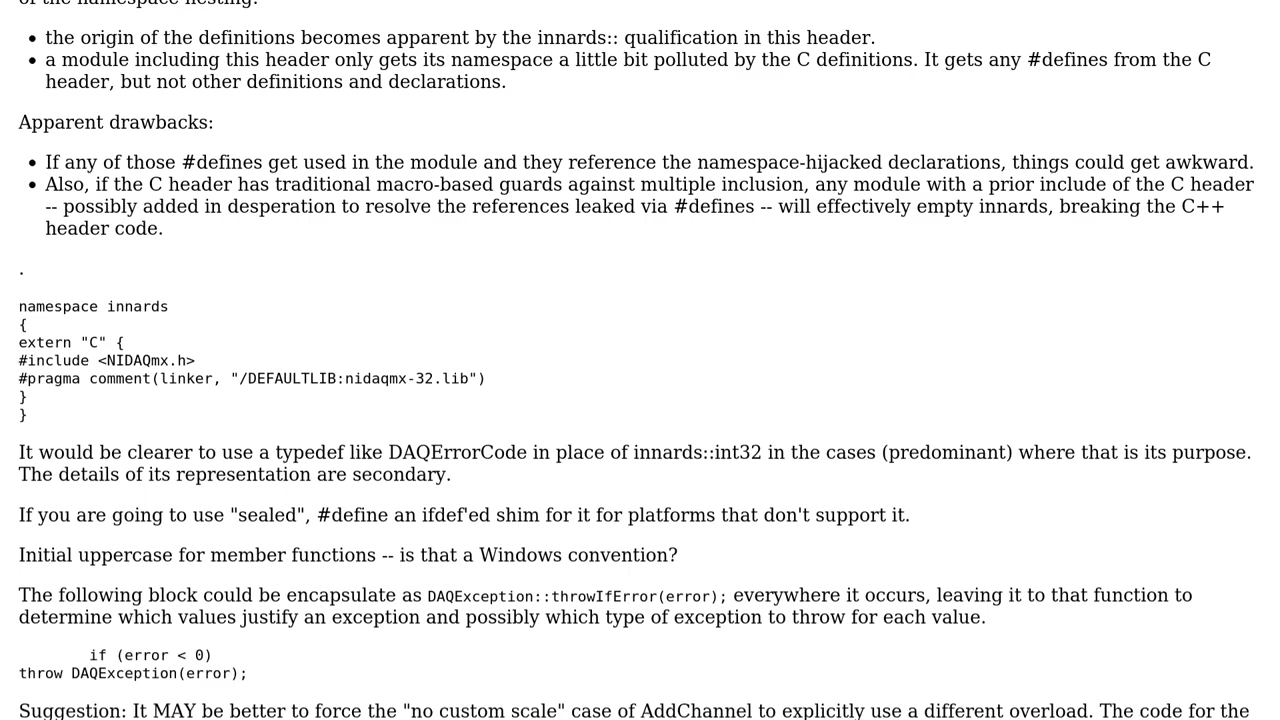 of the namespace nesting.
• the origin of the definitions becomes apparent by the innards:: qualification in this header.
• a module including this header only gets its namespace a little bit polluted by the C definitions. It gets any #defines from the C
header, but not other definitions and declarations.
Apparent drawbacks:
• If any of those #defines get used in the module and they reference the namespace-hijacked declarations, things could get awkward.
• Also, if the C header has traditional macro-based guards against multiple inclusion, any module with a prior include of the C header
-- possibly added in desperation to resolve the references leaked via #defines -- will effectively empty innards, breaking the C++
header code.
.
namespace innards
{
extern "C" {
#include <NIDAQmx.h>
#pragma comment(linker, "/DEFAULTLIB:nidaqmx-32.lib")
}
}
It would be clearer to use a typedef like DAQErrorCode in place of innards::int32 in the cases (predominant) where that is its purpose.
The details of its representation are secondary.
If you are going to use "sealed", #define an ifdef'ed shim for it for platforms that don't support it.
Initial uppercase for member functions -- is that a Windows convention?
The following block could be encapsulate as DAQException::throwIfError(error); everywhere it occurs, leaving it to that function to
determine which values justify an exception and possibly which type of exception to throw for each value.
if (error < 0)
throw DAQException(error);
Suggestion: It MAY be better to force the "no custom scale" case of AddChannel to explicitly use a different overload. The code for the